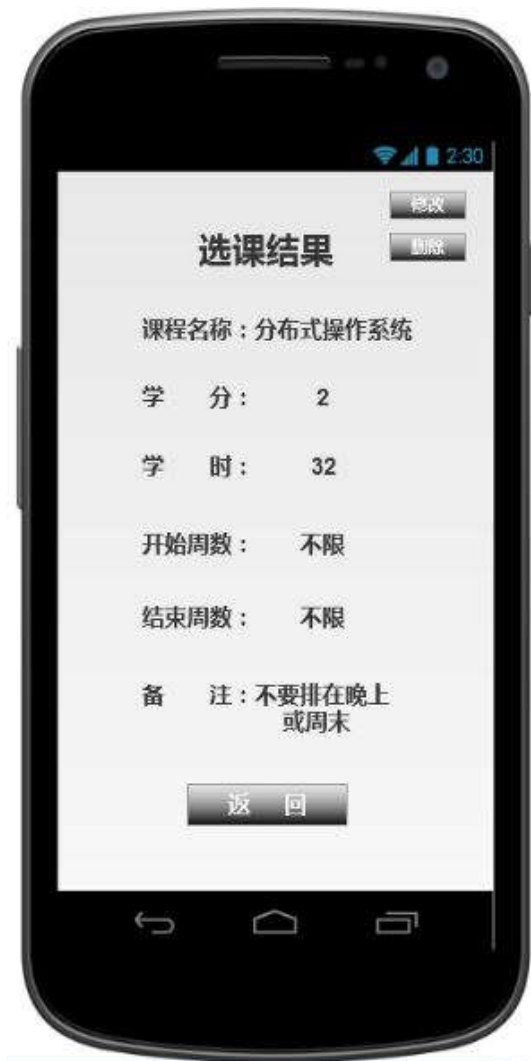 2:30
修改
选课结果
删除
课程名称：分布式操作系统
学 分： 2
学 时： 32
开始周数： 不限
结束周数： 不限
备 注：不要排在晚上
或周末
返 回